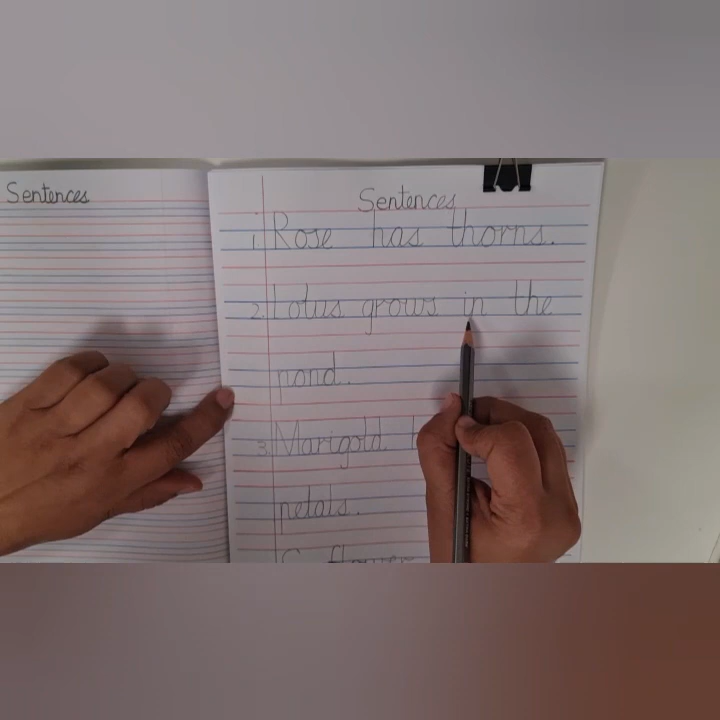 Sentences
Sentences
1. Rose has thorns.
2. Lotus grows in the
pond.
3. Marigold
petals.